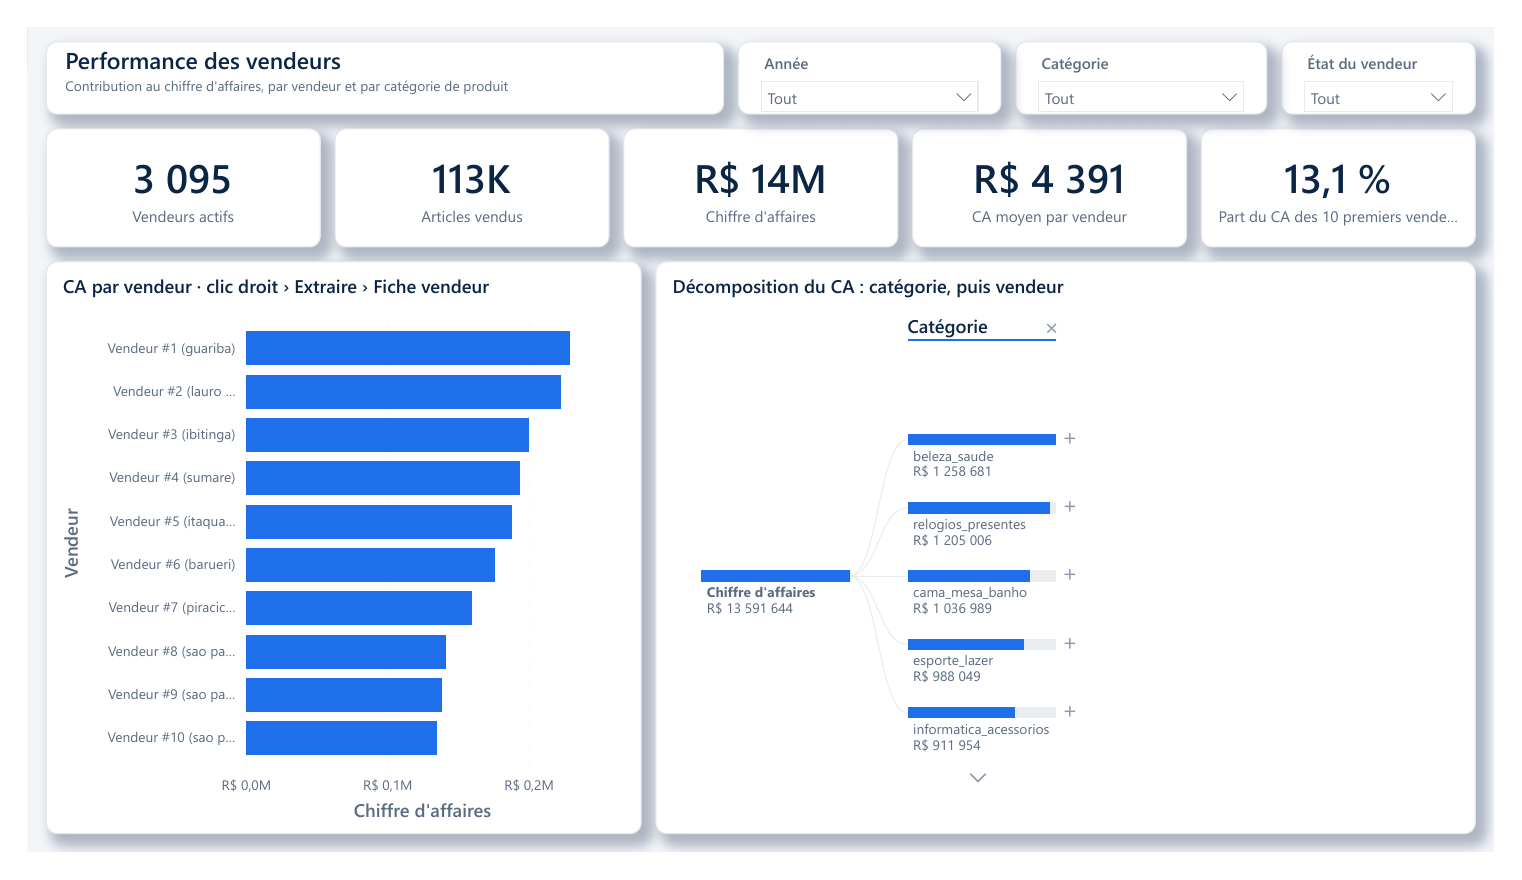 Performance des vendeurs
Contribution au chiffre d'affaires, par vendeur et par catégorie de produit
Année
Tout
Catégorie
Tout
État du vendeur
Tout
3 095
Vendeurs actifs
113K
Articles vendus
R$ 14M
Chiffre d'affaires
R$ 4 391
CA moyen par vendeur
13,1 %
Part du CA des 10 premiers vende...
CA par vendeur · clic droit › Extraire › Fiche vendeur
Vendeur
Vendeur #1 (guariba)
Vendeur #2 (lauro ...
Vendeur #3 (ibitinga)
Vendeur #4 (sumare)
Vendeur #5 (itaqua...
Vendeur #6 (barueri)
Vendeur #7 (piracic...
Vendeur #8 (sao pa...
Vendeur #9 (sao pa...
Vendeur #10 (sao p...
R$ 0,0M
R$ 0,1M
R$ 0,2M
Chiffre d'affaires
Décomposition du CA : catégorie, puis vendeur
Catégorie
Chiffre d'affaires
R$ 13 591 644
beleza_saude
R$ 1 258 681
relogios_presentes
R$ 1 205 006
cama_mesa_banho
R$ 1 036 989
esporte_lazer
R$ 988 049
informatica_acessorios
R$ 911 954